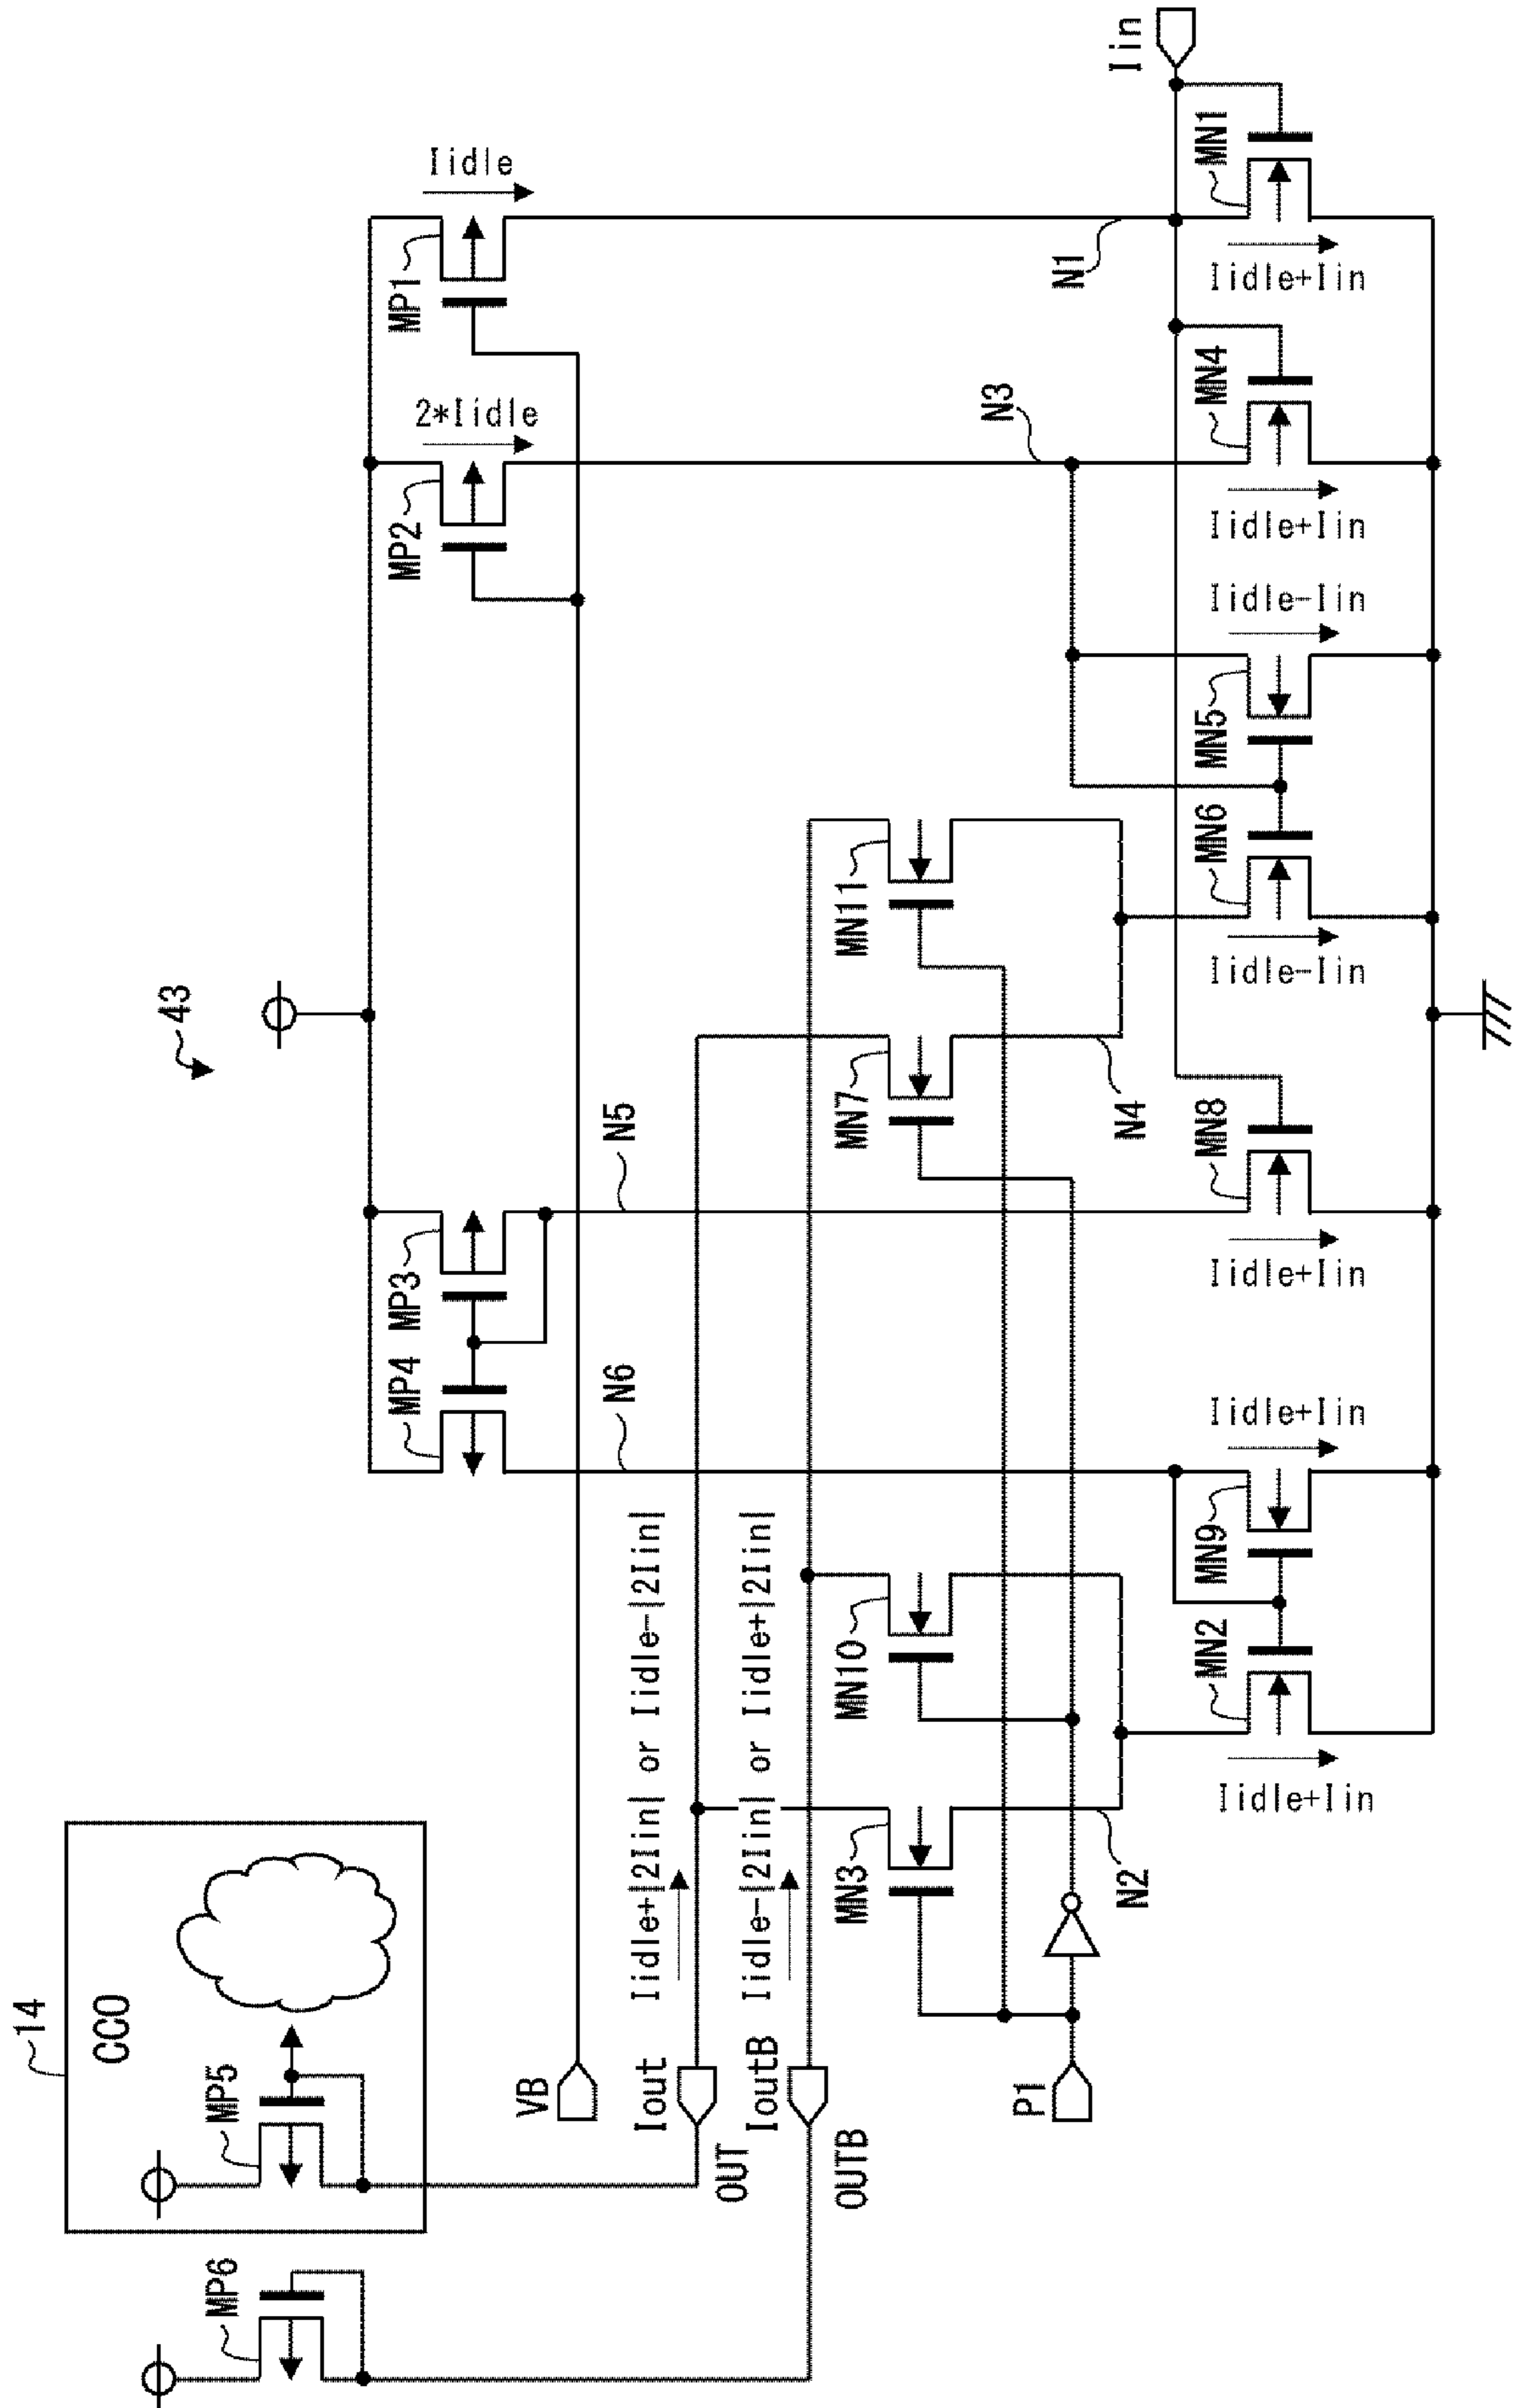 43
14
CCO
MP6
MP5
MP4
MP3
MP2
MP1
2*Iidle
Iidle
VB
N6
N5
Iout
Iidle+|2Iin| or Iidle-|2Iin|
OUT
IoutB
Iidle-|2Iin| or Iidle+|2Iin|
OUTB
MN3
MN10
MN7
MN11
N3
N1
Iin
P1
N2
N4
MN2
MN9
MN8
MN6
MN5
MN4
MN1
Iidle+Iin
Iidle+Iin
Iidle+Iin
Iidle-Iin
Iidle-Iin
Iidle+Iin
Iidle+Iin